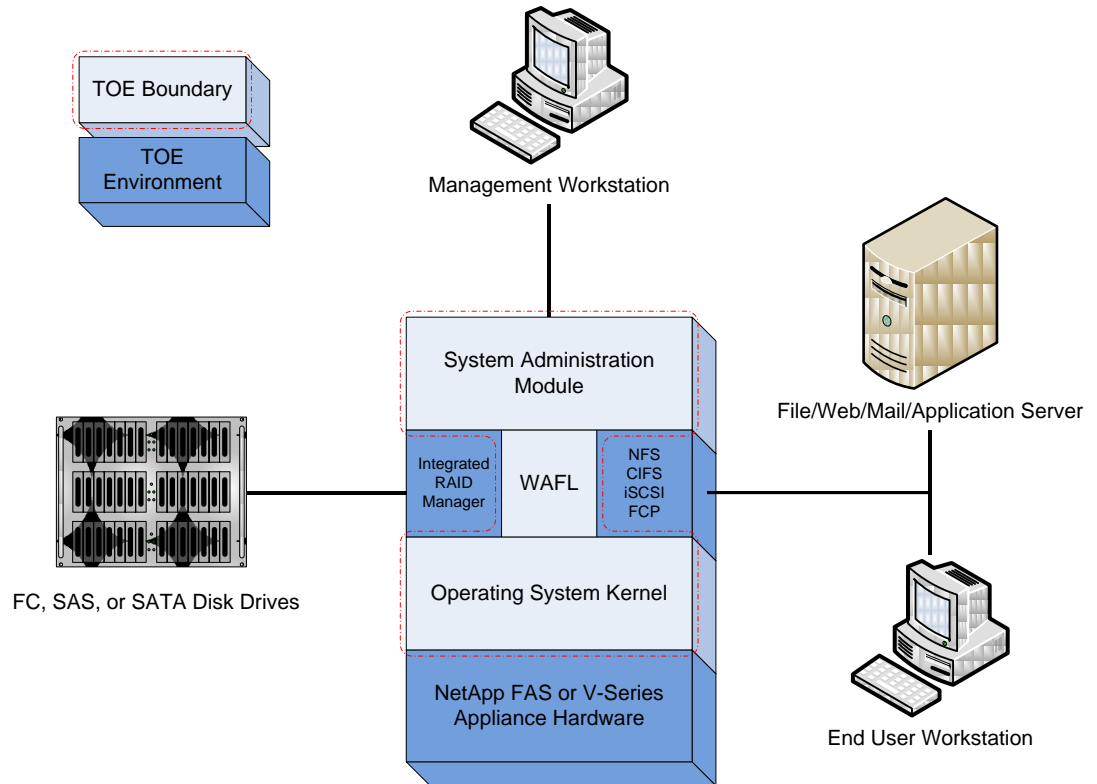 TOE Boundary
TOE
Environment
Management Workstation
File/Web/Mail/Application Server
System Administration
Module
Integrated
RAID
Manager
WAFL
NFS
CIFS
iSCSI
FCP
FC, SAS, or SATA Disk Drives
Operating System Kernel
NetApp FAS or V-Series
Appliance Hardware
End User Workstation